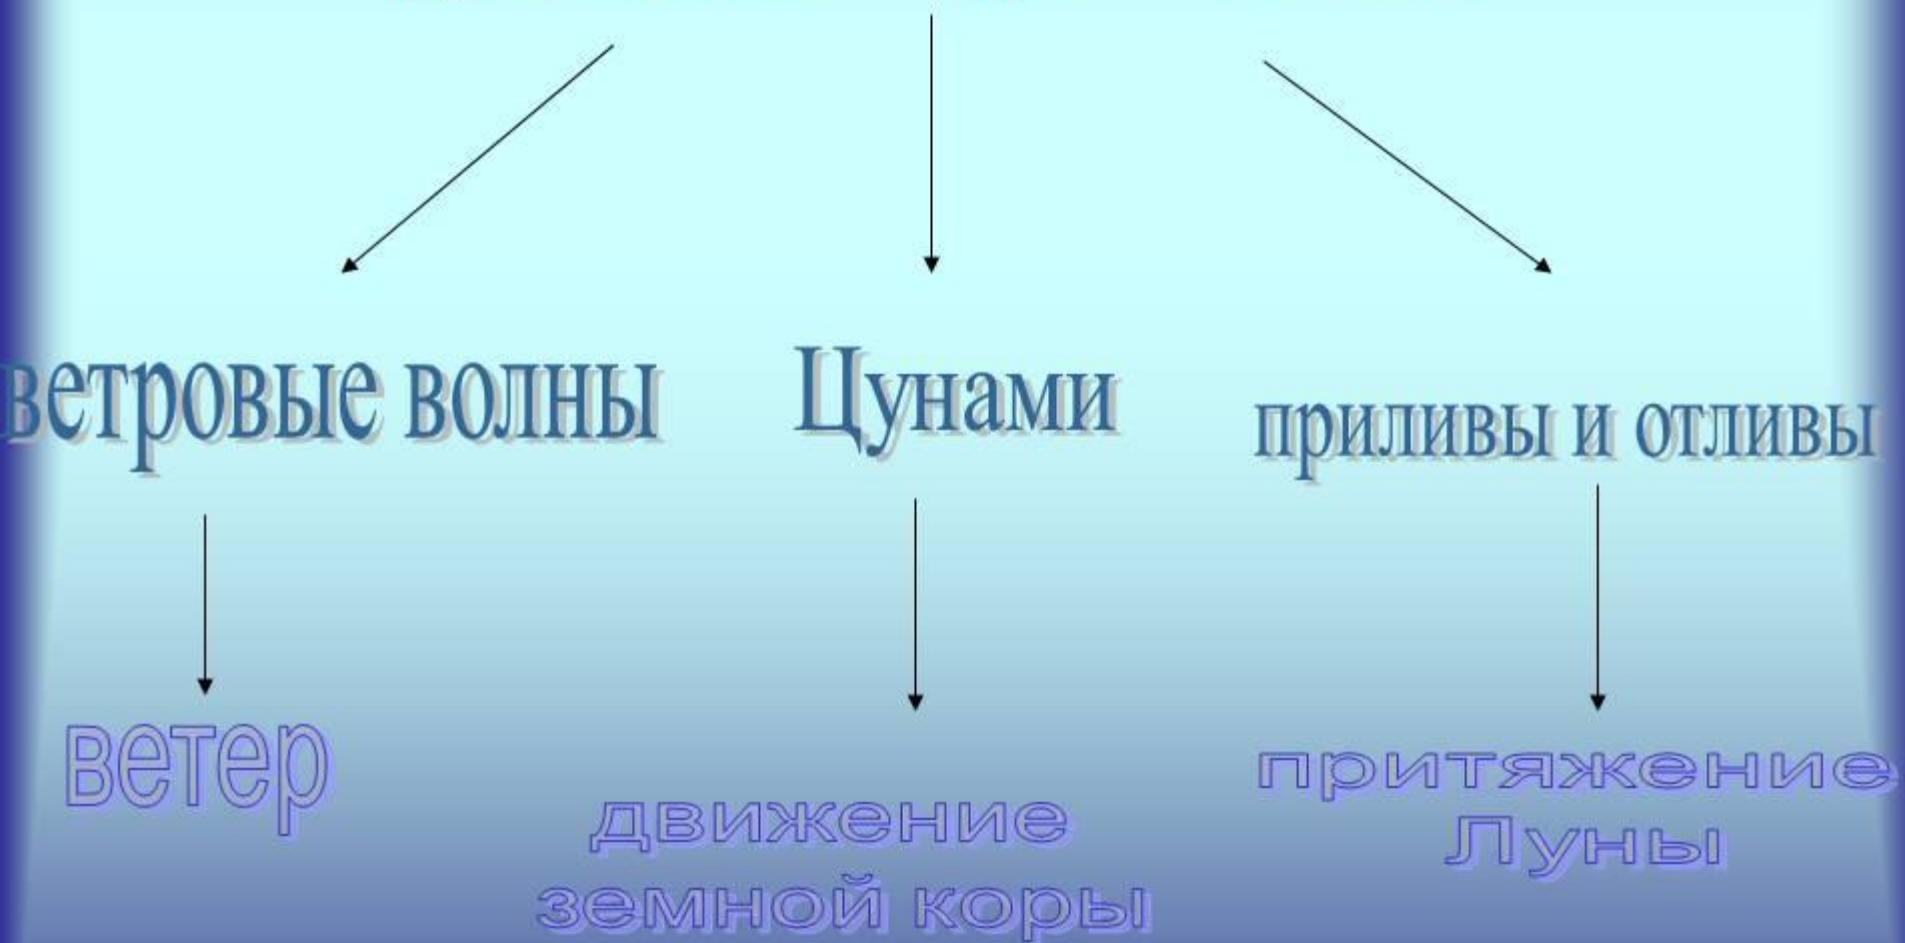 ветровые волны
Цунами
приливы и отливы
ветер
движение
земной коры
притяжение
Луны